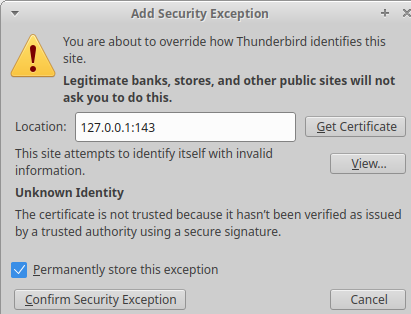 Add Security Exception
You are about to override how Thunderbird identifies this
site.
Legitimate banks, stores, and other public sites will not
ask you to do this.
Location: 127.0.0.1:143 Get Certificate
This site attempts to identify itself with invalid
information.
View...
Unknown Identity
The certificate is not trusted because it hasn't been verified as issued
by a trusted authority using a secure signature.
Permanently store this exception
Confirm Security Exception Cancel